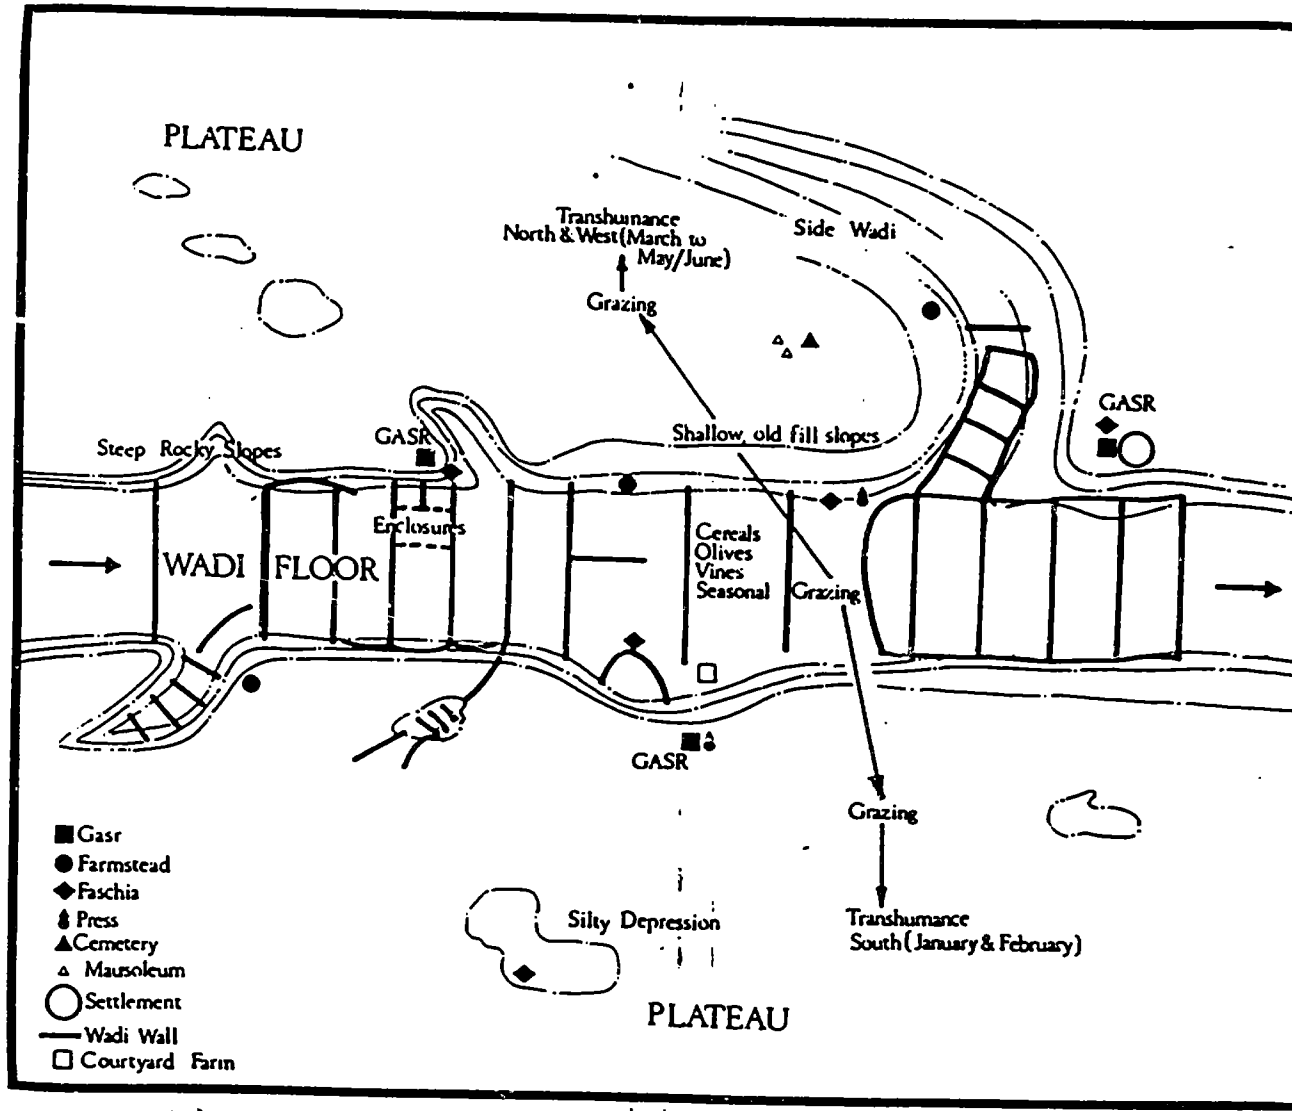 PLATEAU
Transhumance
North & West (March to
May/June)
Side Wadi
Grazing
GASR
GASR
Steep Rocky Slopes
Shallow, old fill slopes
Enclosures
Cereals
Olives
Vines
Seasonal
Grazing
WADI FLOOR
GASR
Grazing
Gasr
Farmstead
Faschia
Press
Cemetery
Mausoleum
Settlement
Wadi Wall
Courtyard Farm
Silty Depression
Transhumance
South (January & February)
PLATEAU